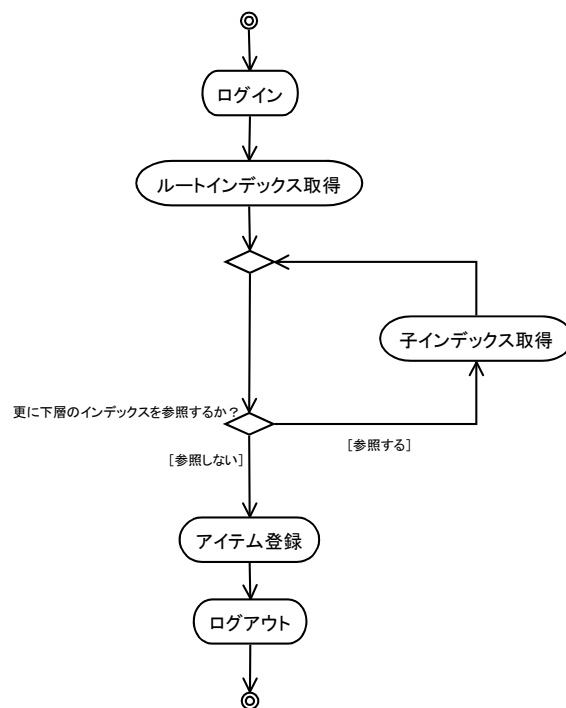 ログイン
ルートインデックス取得
子インデックス取得
更に下層のインデックスを参照するか？
[参照する]
[参照しない]
アイテム登録
ログアウト